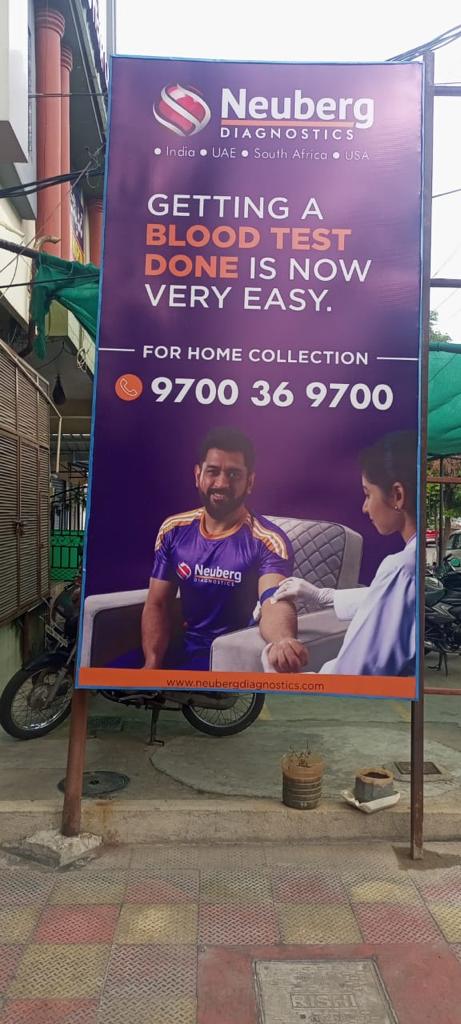 Neuberg
DIAGNOSTICS
• India • UAE • South Africa • USA
GETTING A
BLOOD TEST
DONE IS NOW
VERY EASY.
FOR HOME COLLECTION
9700 36 9700
Neuberg
DIAGNOSTICS
www.neubergdiagnostics.com
RISHI